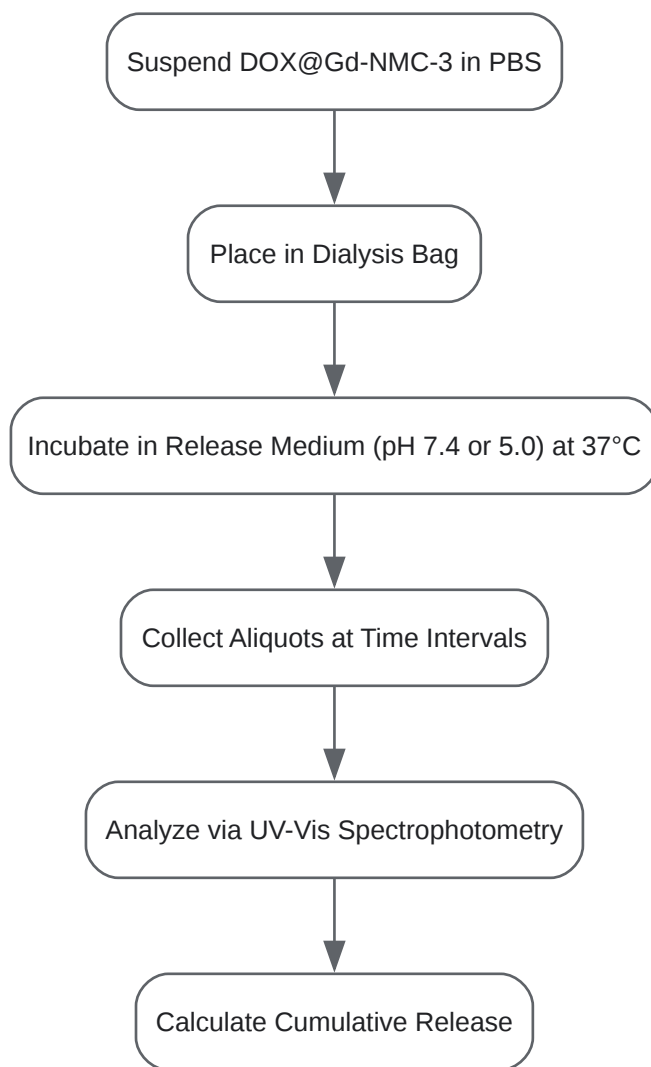 Suspend DOX@Gd-NMC-3 in PBS
Place in Dialysis Bag
Incubate in Release Medium (pH 7.4 or 5.0) at 37°C
Collect Aliquots at Time Intervals
Analyze via UV-Vis Spectrophotometry
Calculate Cumulative Release